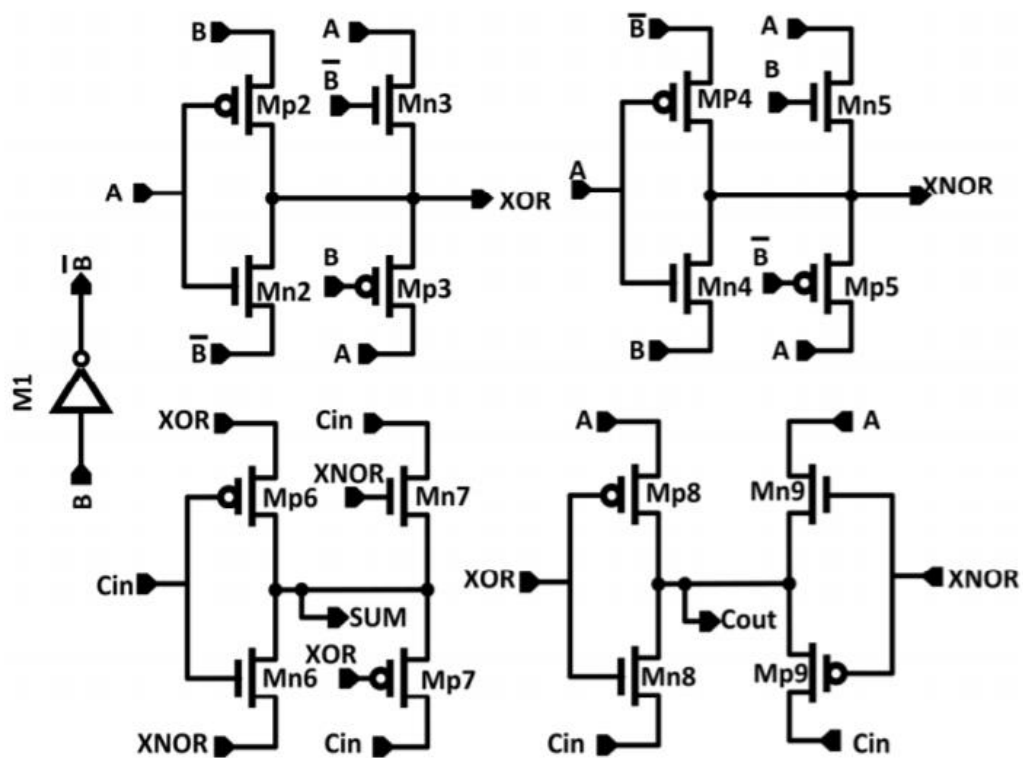 B
A
B̅
Mp2
Mn3
A
XOR
B
Mn2
Mp3
B̅
A
B̅
A
B
MP4
Mn5
A
XNOR
B̅
Mn4
Mp5
B
A
B̅
M1
B
XOR
Cin
XNOR
Mp6
Mn7
Cin
SUM
XOR
Mn6
Mp7
XNOR
Cin
A
A
Mp8
Mn9
XOR
XNOR
Cout
Mn8
Mp9
Cin
Cin